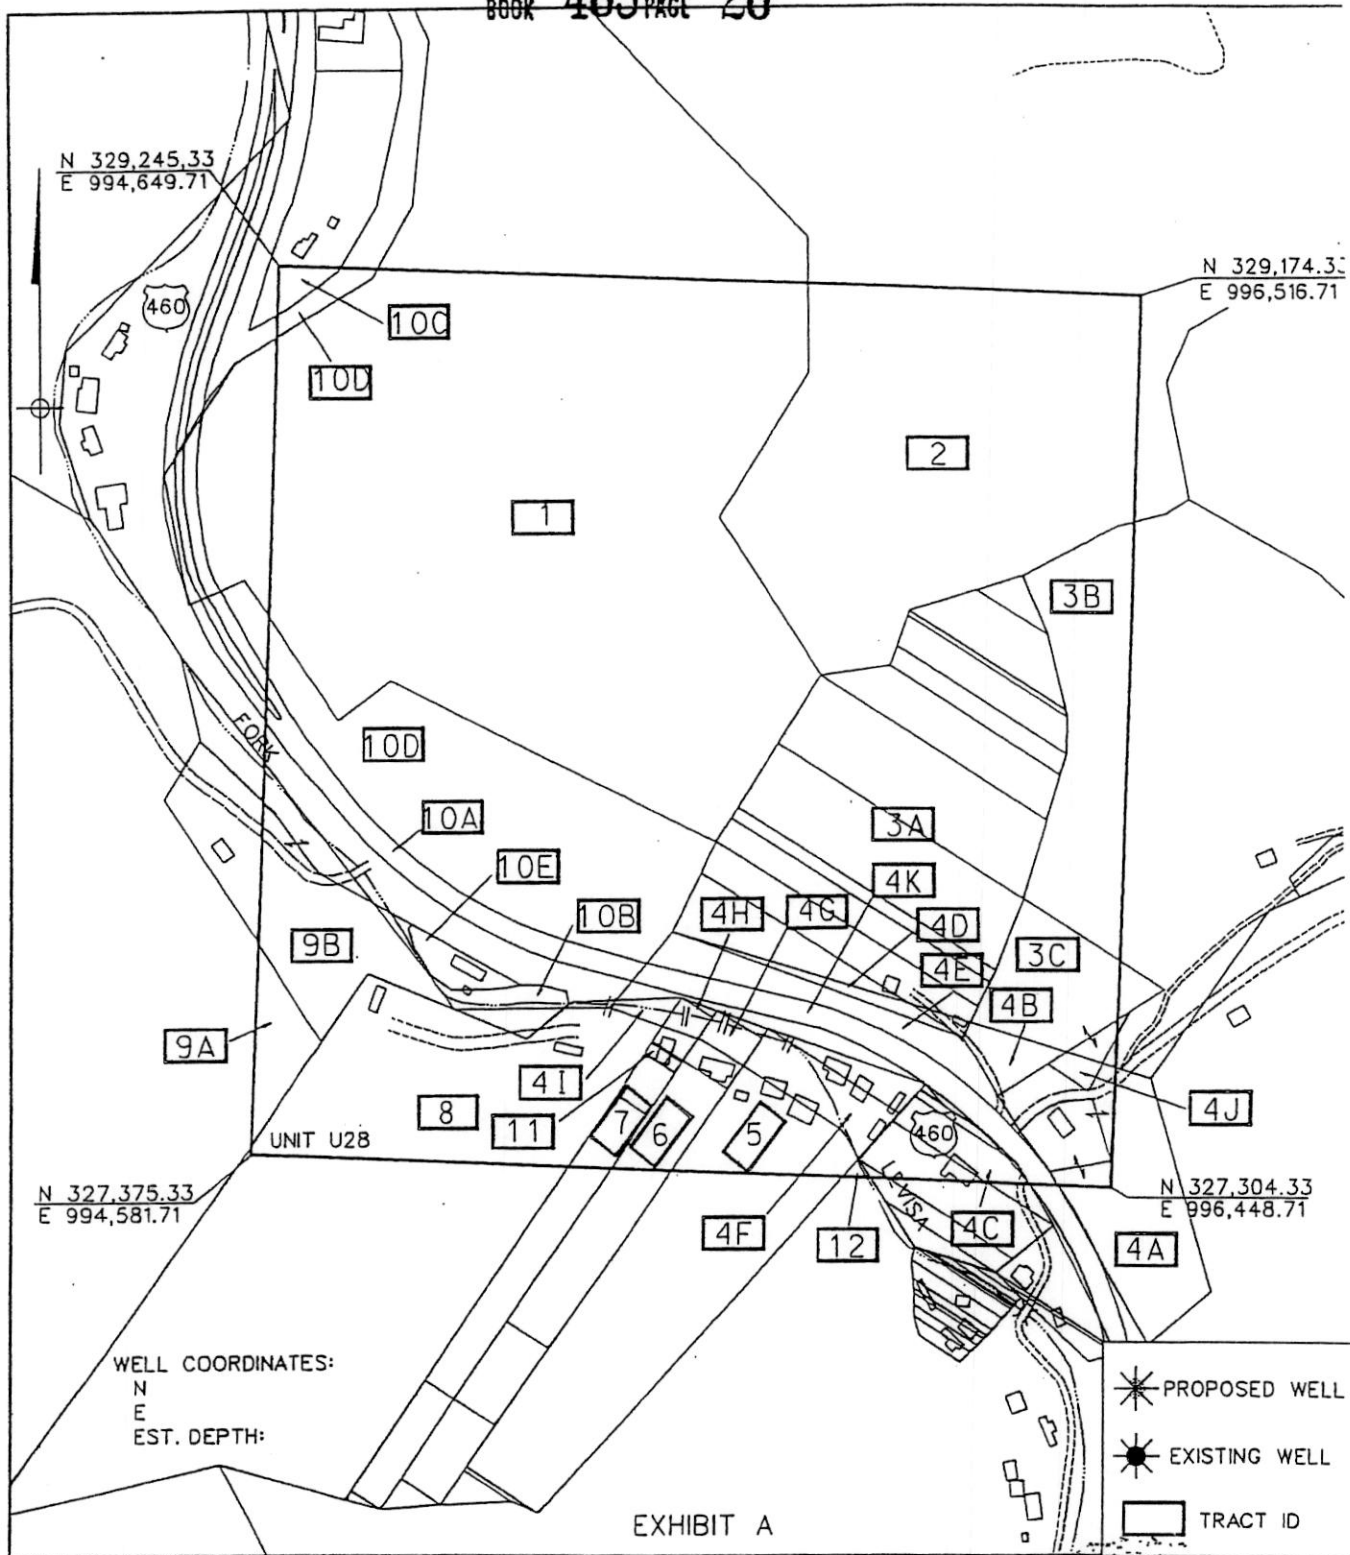 BOOK 465 PAGE 20
N 329,245,33
E 994,649.71
N 329,174.33
E 996,516.71
460
10C
10D
2
1
3B
FORK
10D
10A
3A
10E
4K
10B
4H
4G
4D
9B
4E
3C
4B
9A
4I
4J
8
11
7
6
5
460
UNIT U28
N 327,375.33
E 994,581.71
N 327,304.33
E 996,448.71
LEVISA
4F
12
4C
4A
WELL COORDINATES:
N
E
EST. DEPTH:
PROPOSED WELL
EXISTING WELL
TRACT ID
EXHIBIT A